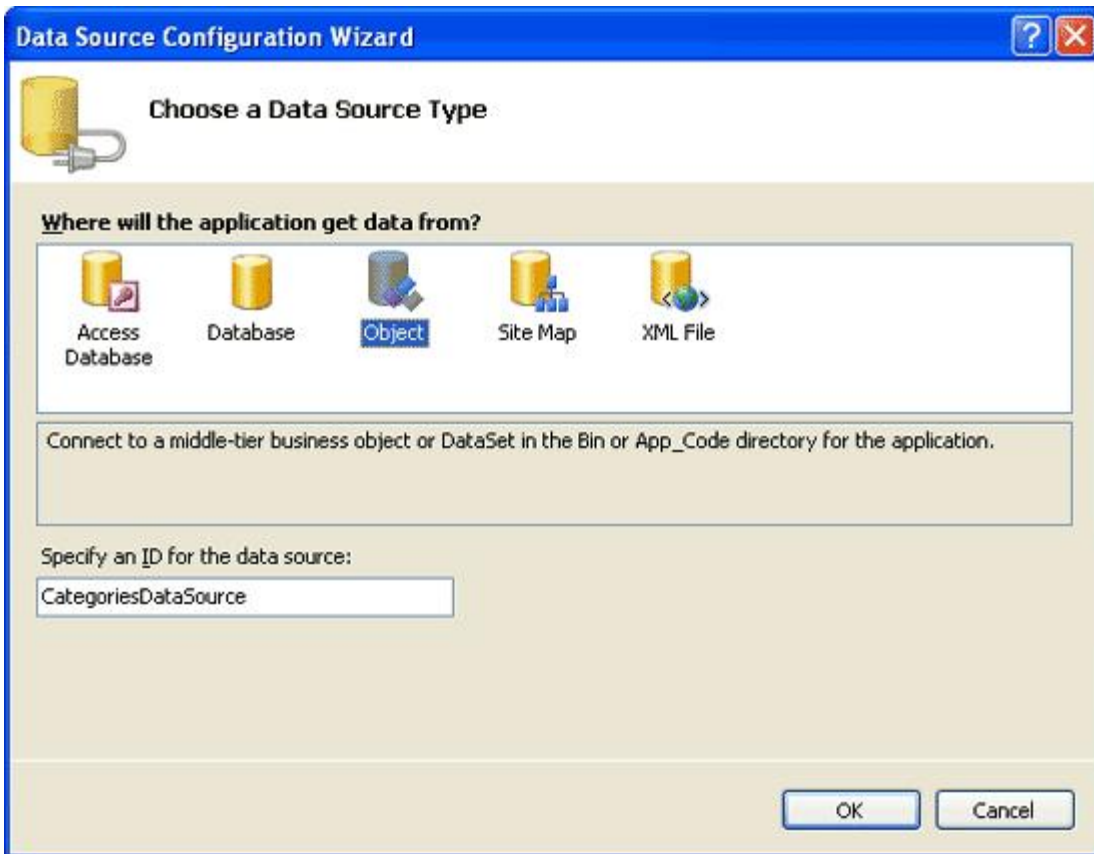 Data Source Configuration Wizard
Choose a Data Source Type
Where will the application get data from?
Access Database
Database
Object
Site Map
XML File
Connect to a middle-tier business object or DataSet in the Bin or App_Code directory for the application.
Specify an ID for the data source:
CategoriesDataSource
OK
Cancel